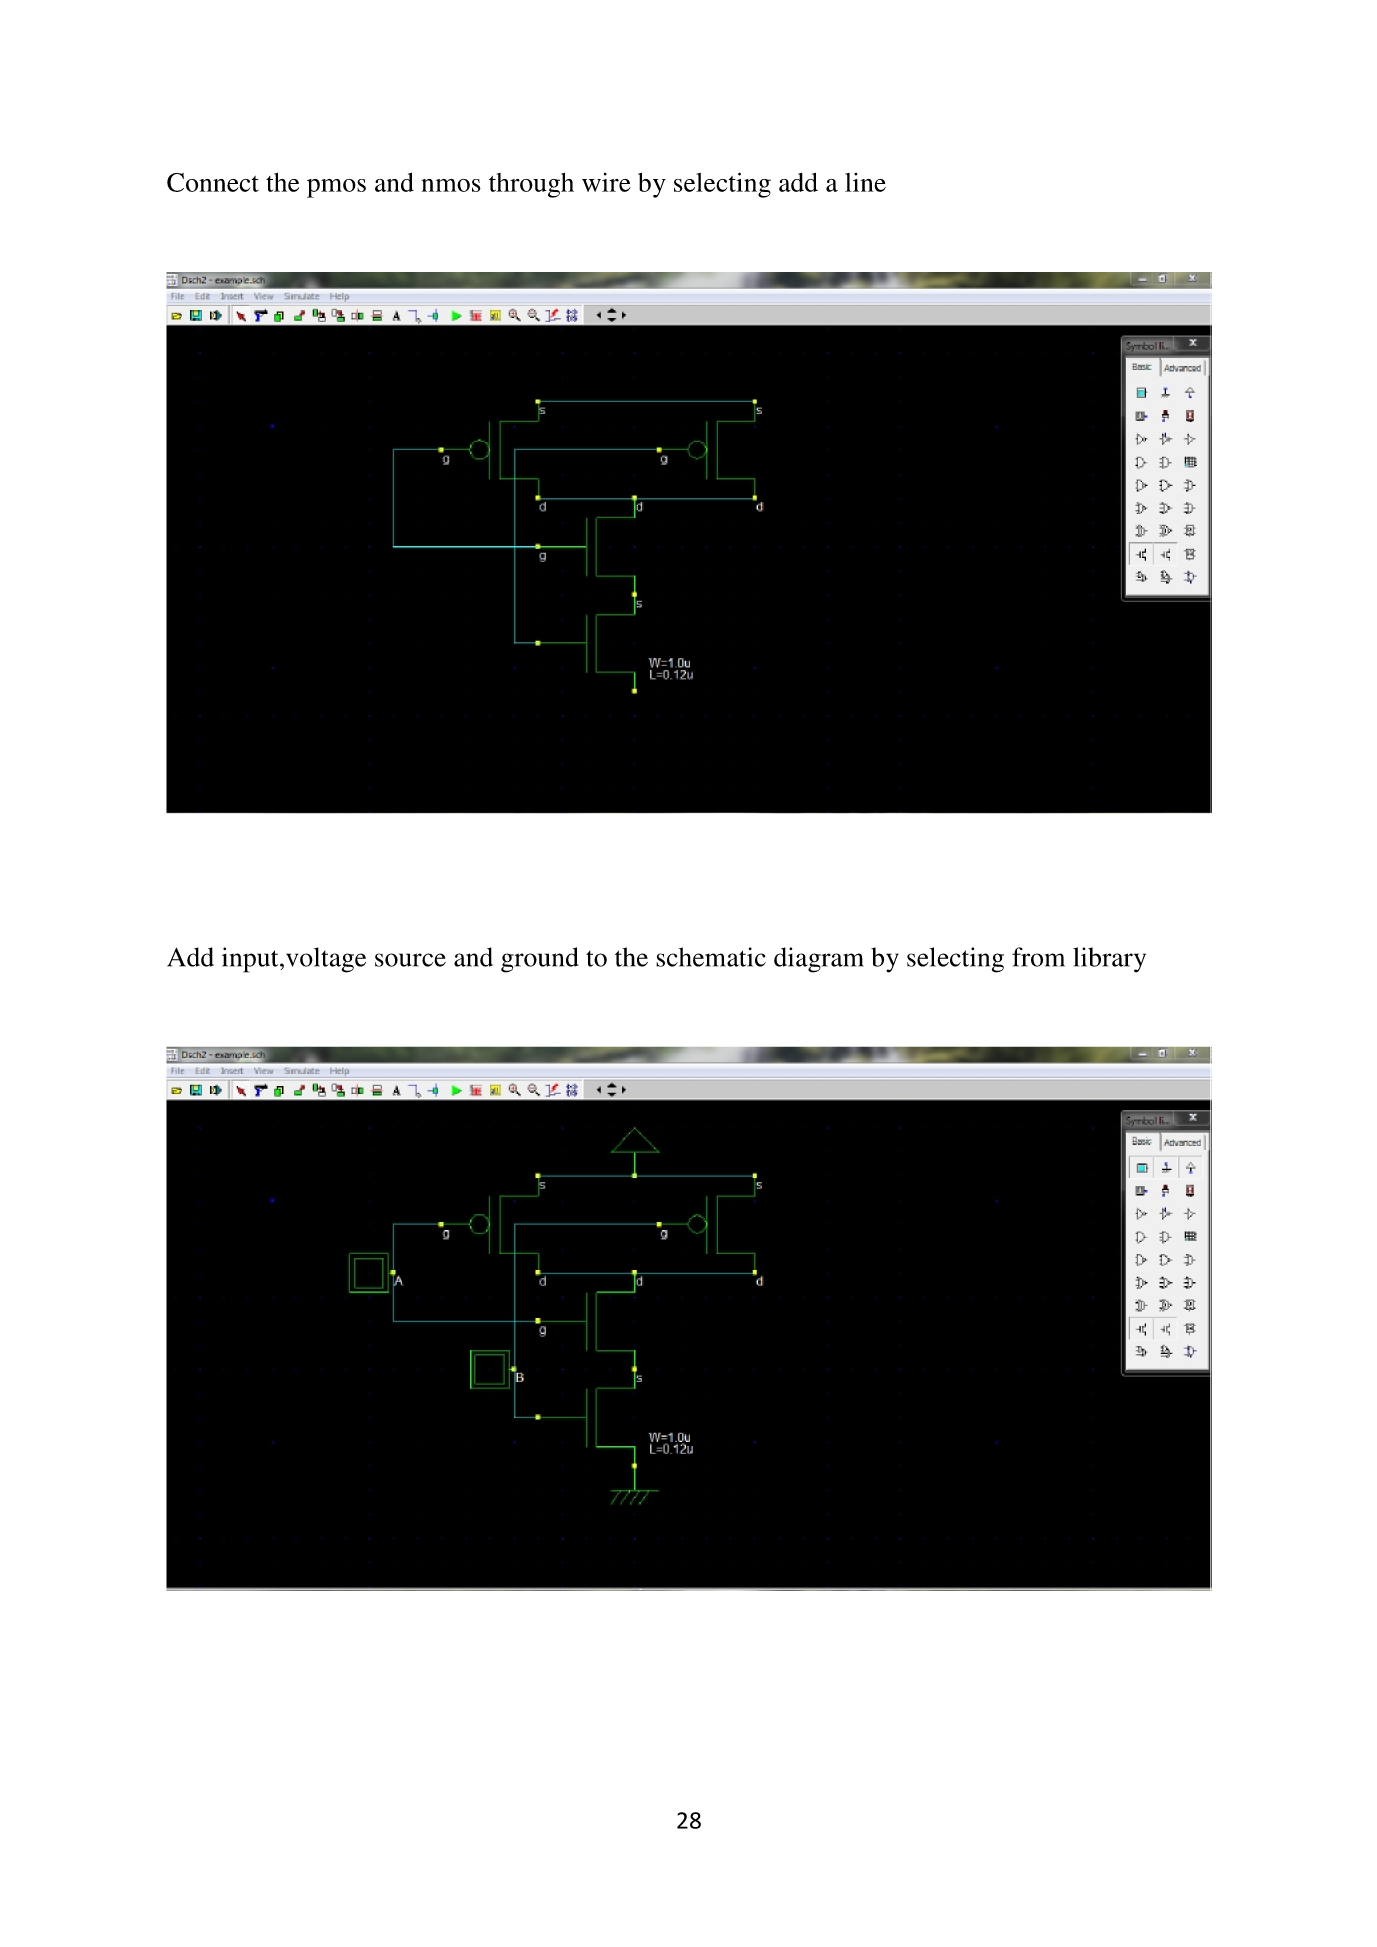 Connect the pmos and nmos through wire by selecting add a line
Dsch2 - example.sch
File Edit Insert View Simulate Help
Symbol li...
Basic Advanced
s s
g g
d d d
g
s
W=1.0u
L=0.12u
Add input,voltage source and ground to the schematic diagram by selecting from library
Dsch2 - example.sch
File Edit Insert View Simulate Help
Symbol li...
Basic Advanced
s s
g g
A d d d
g
B s
W=1.0u
L=0.12u
28